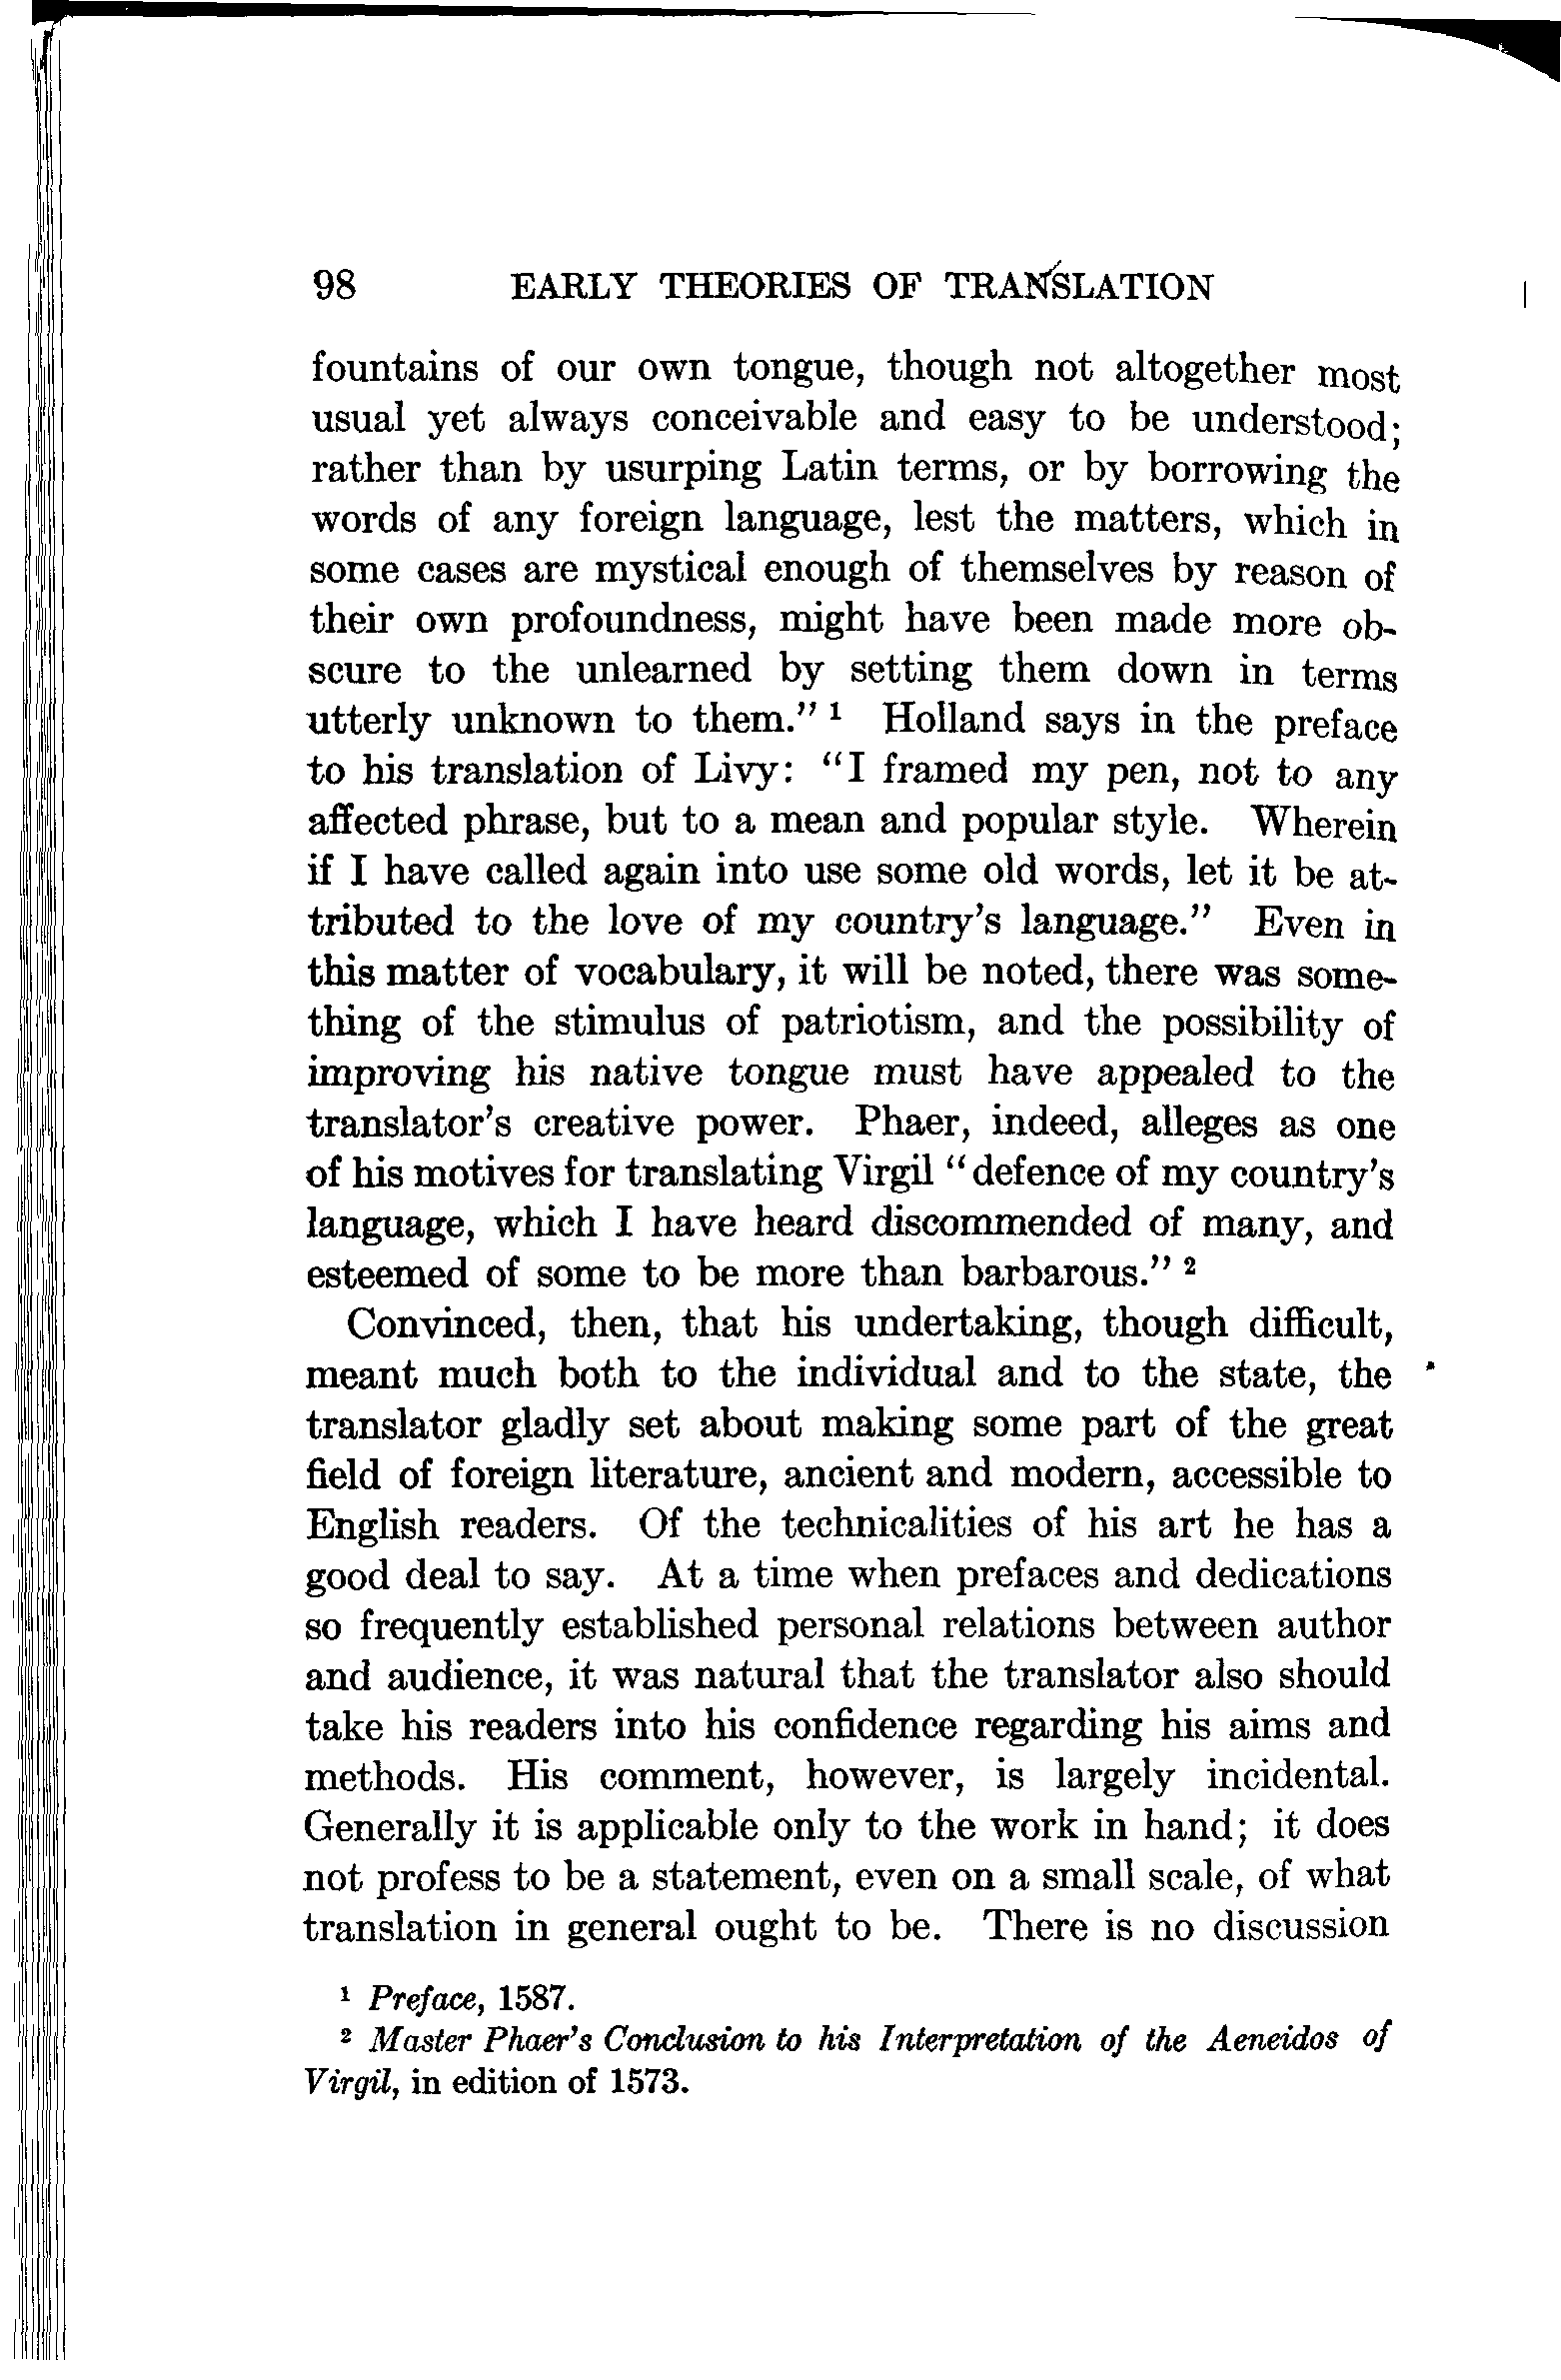 98 EARLY THEORIES OF TRANSLATION
fountains of our own tongue, though not altogether most
usual yet always conceivable and easy to be understood;
rather than by usurping Latin terms, or by borrowing the
words of any foreign language, lest the matters, which in
some cases are mystical enough of themselves by reason of
their own profoundness, might have been made more ob-
scure to the unlearned by setting them down in terms
utterly unknown to them." ¹ Holland says in the preface
to his translation of Livy: "I framed my pen, not to any
affected phrase, but to a mean and popular style. Wherein
if I have called again into use some old words, let it be at-
tributed to the love of my country's language." Even in
this matter of vocabulary, it will be noted, there was some-
thing of the stimulus of patriotism, and the possibility of
improving his native tongue must have appealed to the
translator's creative power. Phaer, indeed, alleges as one
of his motives for translating Virgil "defence of my country's
language, which I have heard discommended of many, and
esteemed of some to be more than barbarous." ²
Convinced, then, that his undertaking, though difficult,
meant much both to the individual and to the state, the
translator gladly set about making some part of the great
field of foreign literature, ancient and modern, accessible to
English readers. Of the technicalities of his art he has a
good deal to say. At a time when prefaces and dedications
so frequently established personal relations between author
and audience, it was natural that the translator also should
take his readers into his confidence regarding his aims and
methods. His comment, however, is largely incidental.
Generally it is applicable only to the work in hand; it does
not profess to be a statement, even on a small scale, of what
translation in general ought to be. There is no discussion
¹ Preface, 1587.
² Master Phaer's Conclusion to his Interpretation of the Aeneidos of
Virgil, in edition of 1573.